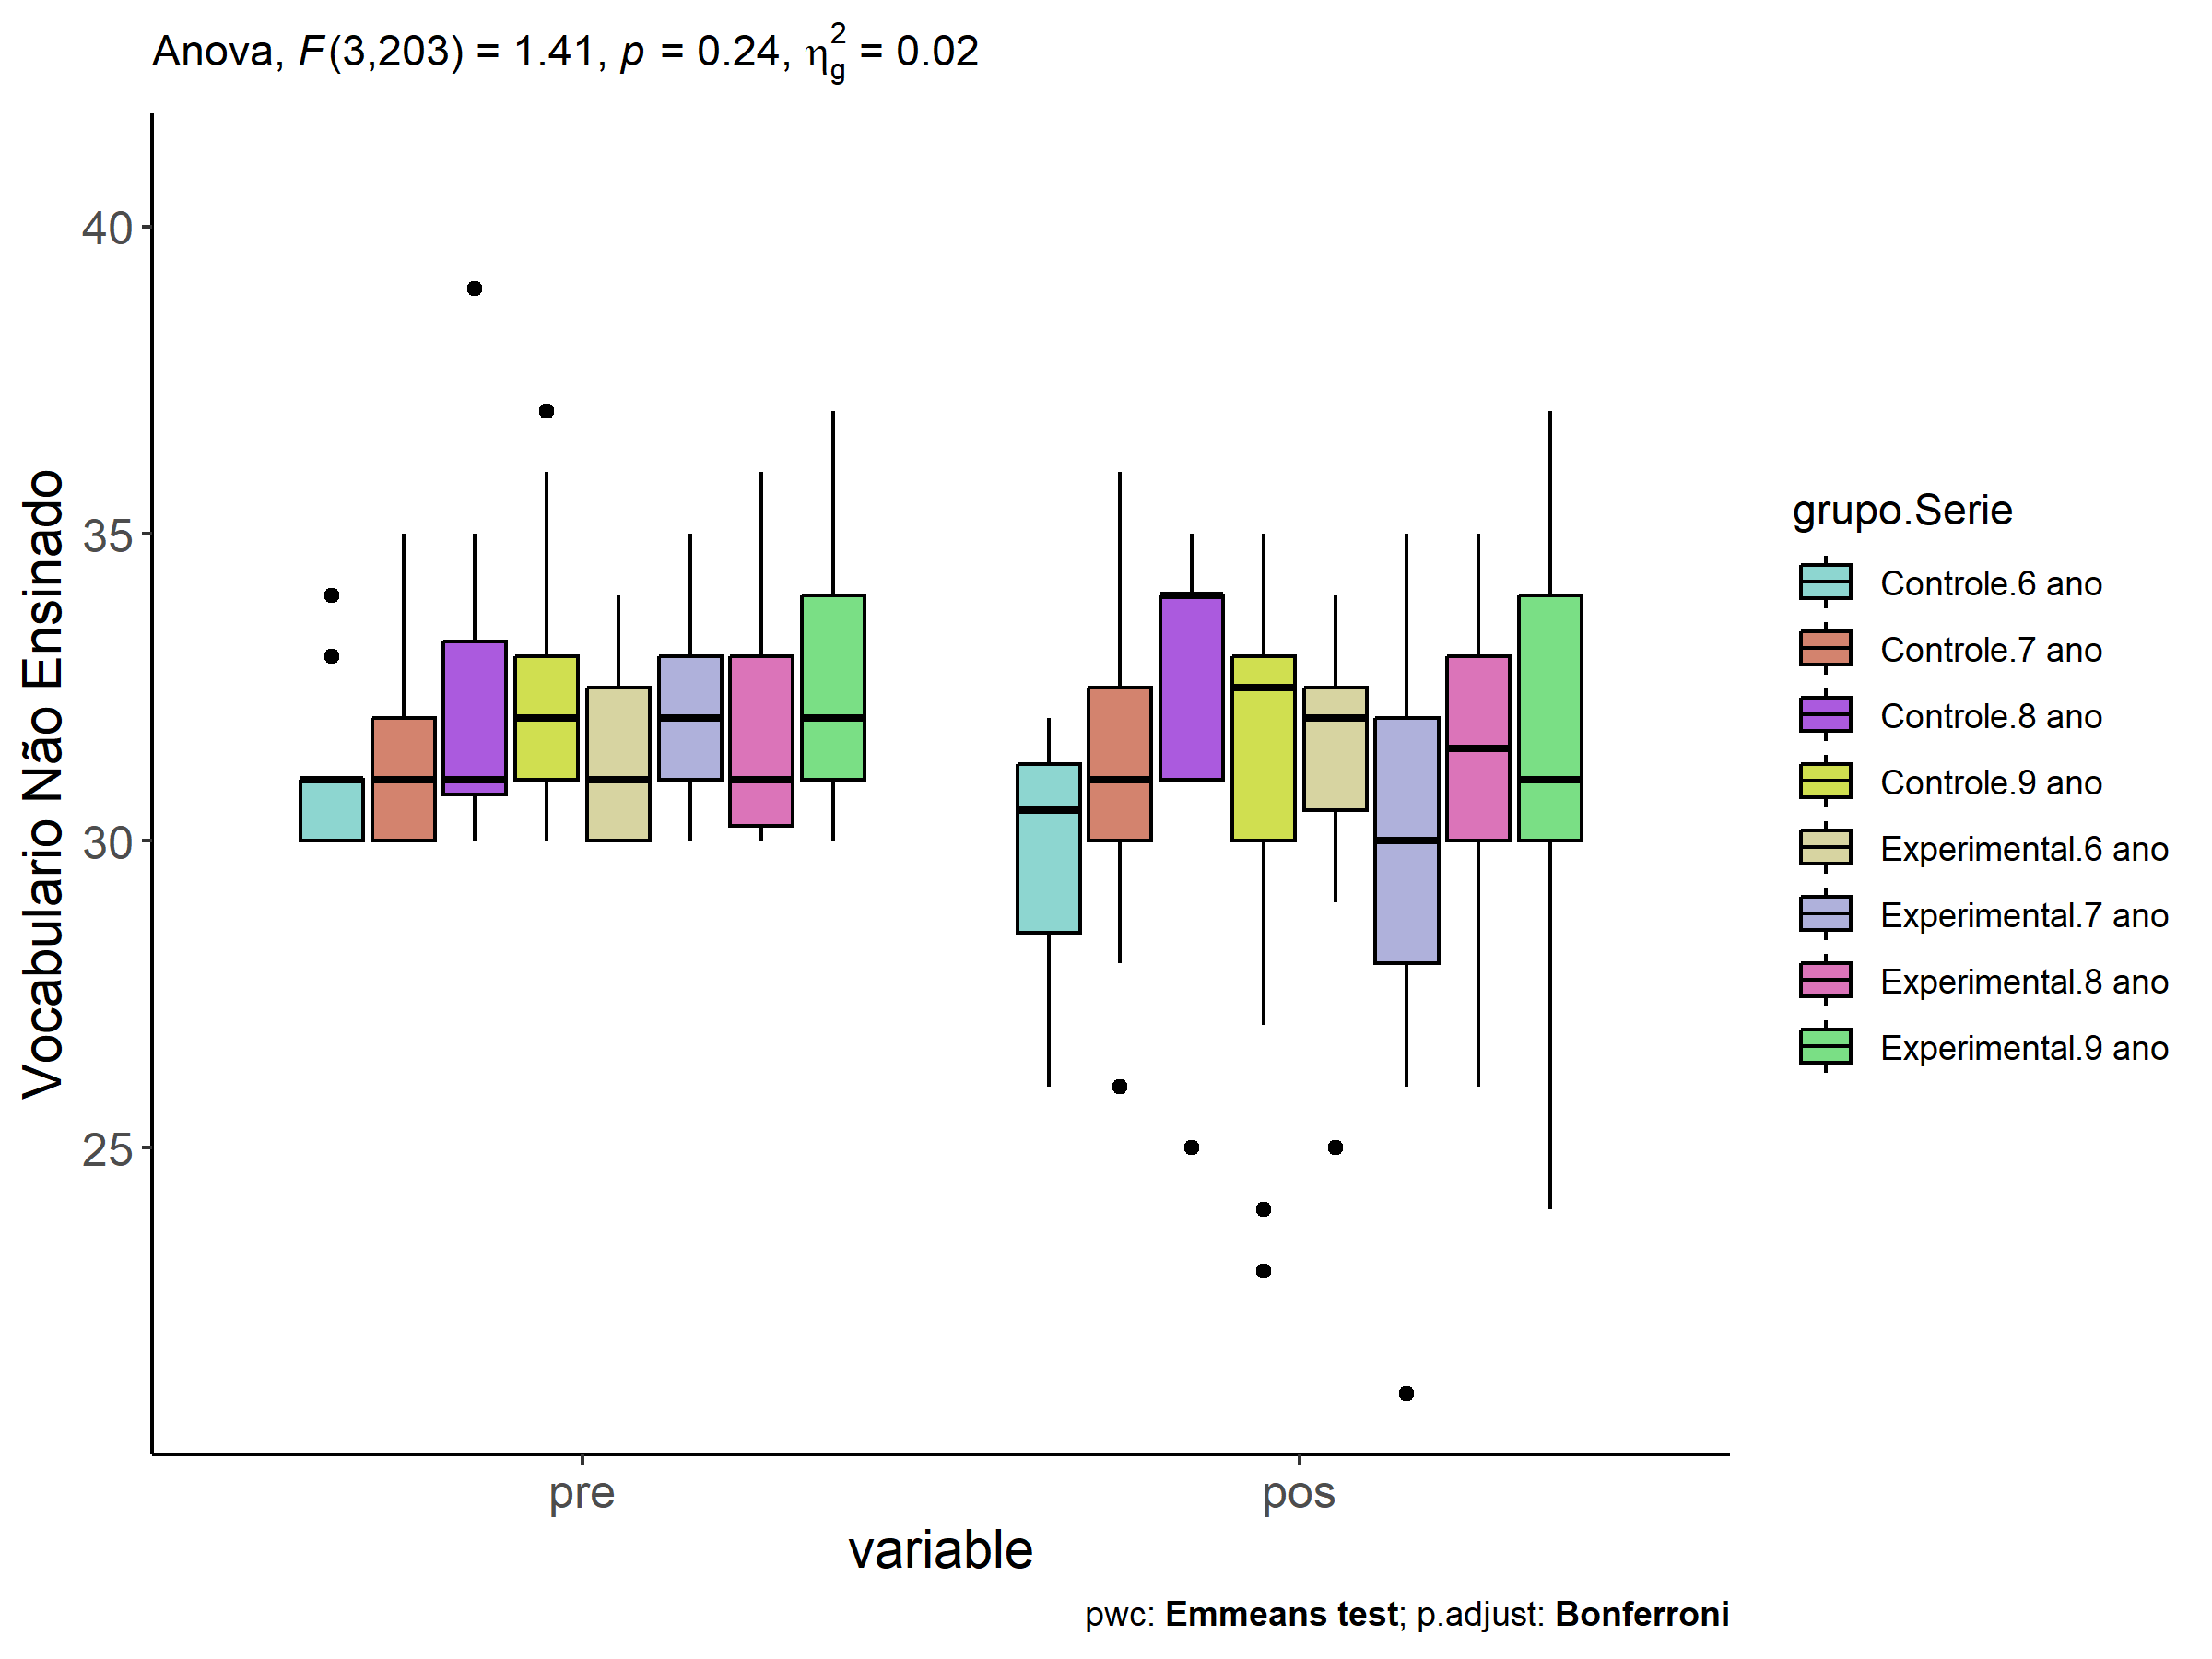 Anova, F(3,203) = 1.41, p = 0.24, η²g = 0.02
Vocabulario Não Ensinado
40
35
30
25
pre
pos
variable
grupo.Serie
Controle.6 ano
Controle.7 ano
Controle.8 ano
Controle.9 ano
Experimental.6 ano
Experimental.7 ano
Experimental.8 ano
Experimental.9 ano
pwc: Emmeans test; p.adjust: Bonferroni